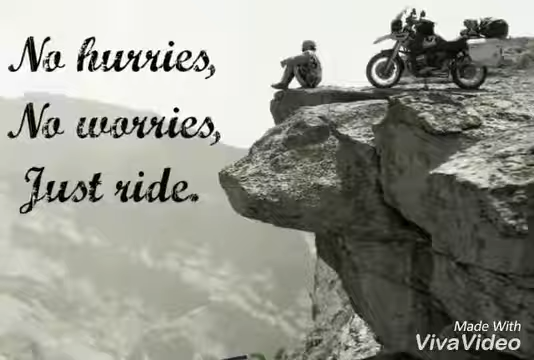 No hurries,
No worries,
Just ride.
Made With
VivaVideo